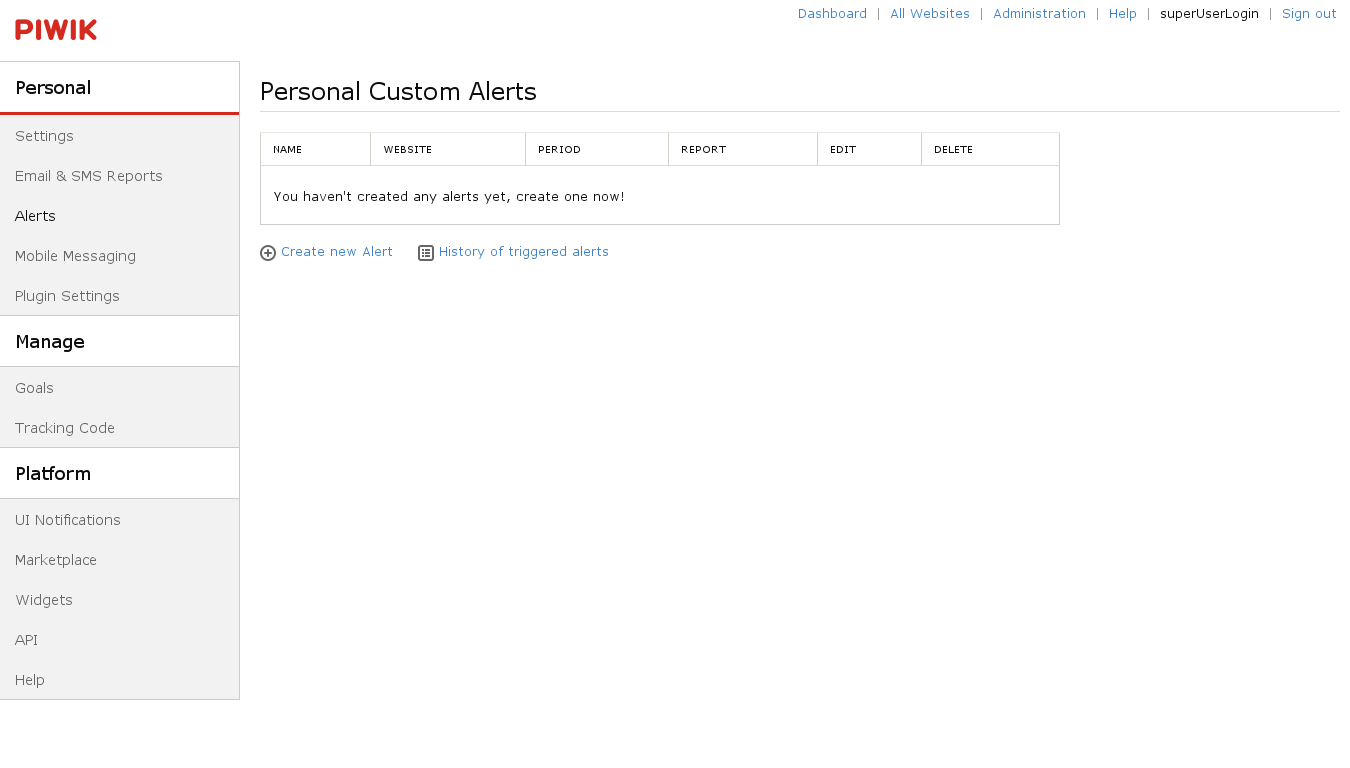 PIWIK
Dashboard | All Websites | Administration | Help | superUserLogin | Sign out
Personal
Settings
Email & SMS Reports
Alerts
Mobile Messaging
Plugin Settings
Manage
Goals
Tracking Code
Platform
UI Notifications
Marketplace
Widgets
API
Help
Personal Custom Alerts
NAME WEBSITE PERIOD REPORT EDIT DELETE
You haven't created any alerts yet, create one now!
Create new Alert History of triggered alerts